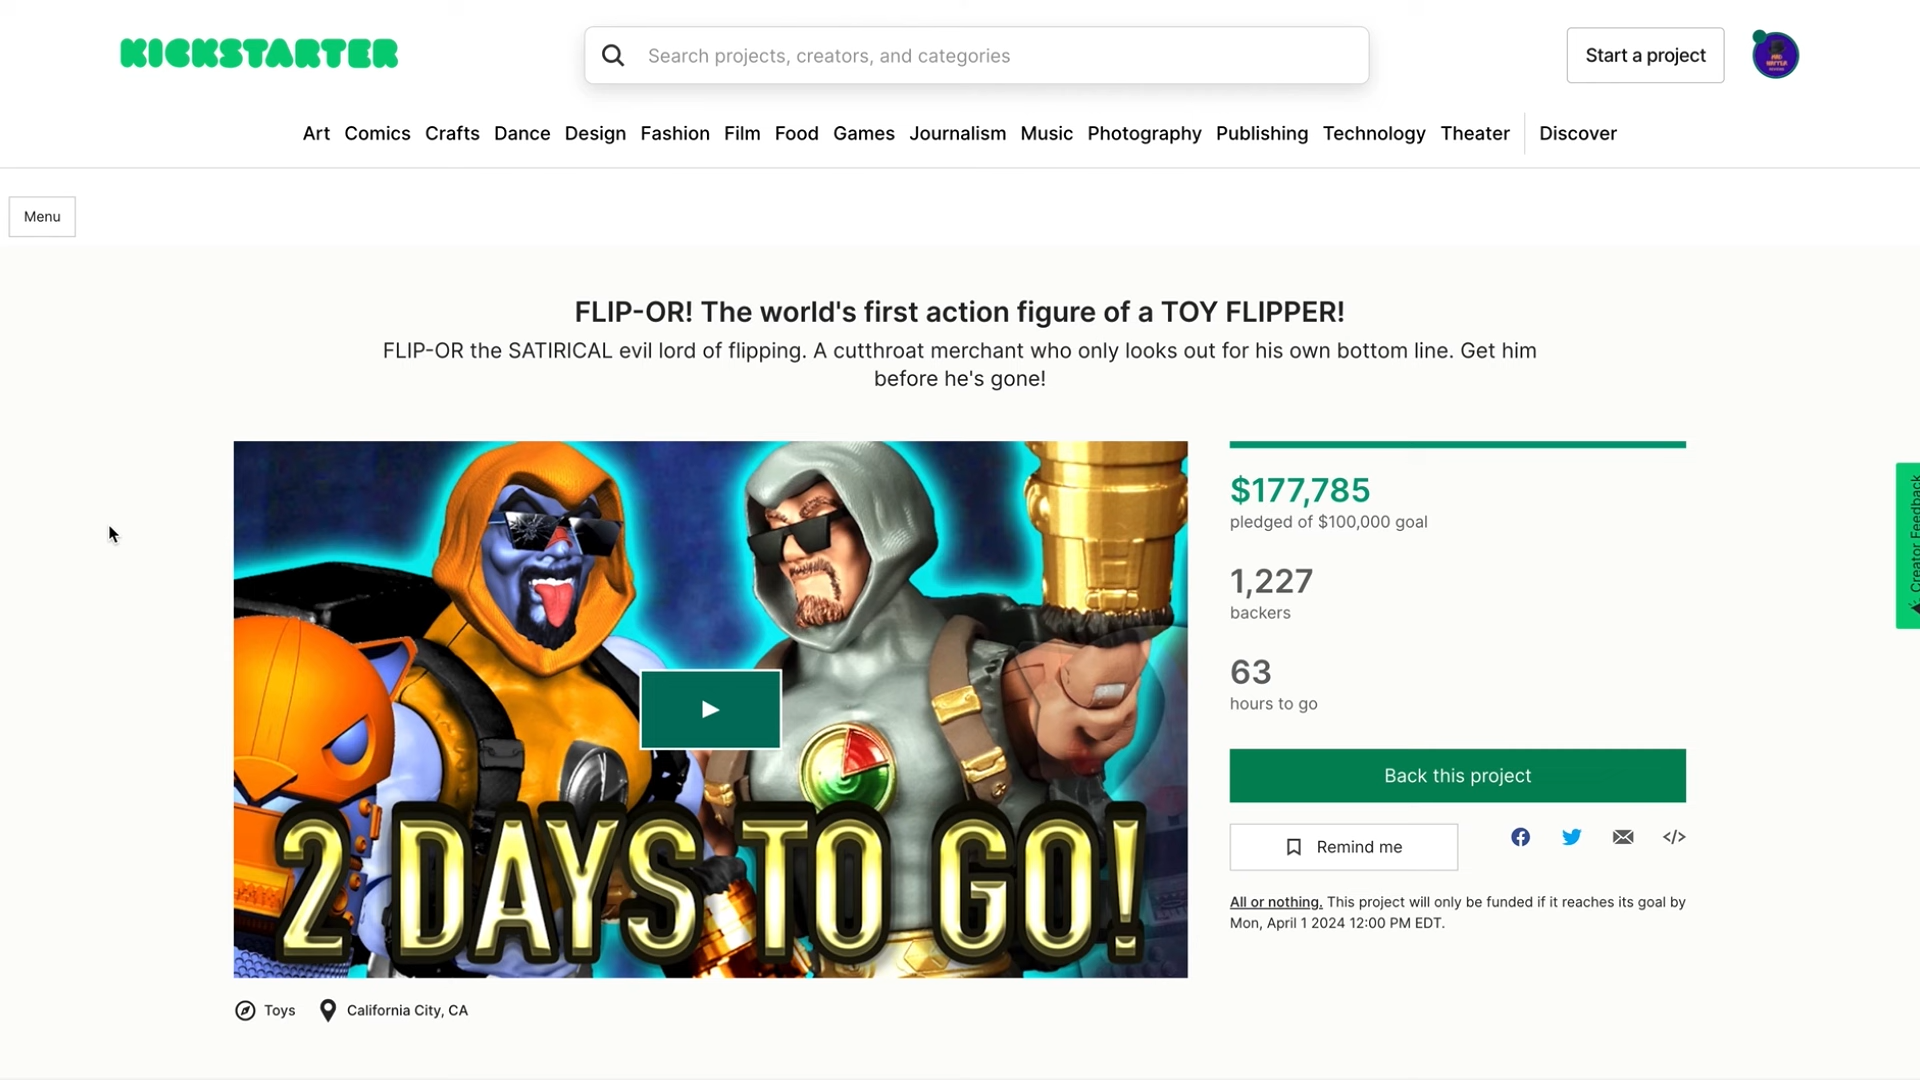 KICKSTARTER
Search projects, creators, and categories
Start a project
Art Comics Crafts Dance Design Fashion Film Food Games Journalism Music Photography Publishing Technology Theater Discover
Menu
FLIP-OR! The world's first action figure of a TOY FLIPPER!
FLIP-OR the SATIRICAL evil lord of flipping. A cutthroat merchant who only looks out for his own bottom line. Get him
before he's gone!
2 DAYS TO GO!
$177,785
pledged of $100,000 goal
1,227
backers
63
hours to go
Back this project
Remind me
</>
All or nothing. This project will only be funded if it reaches its goal by
Mon, April 1 2024 12:00 PM EDT.
Creator Feedback
Toys
California City, CA